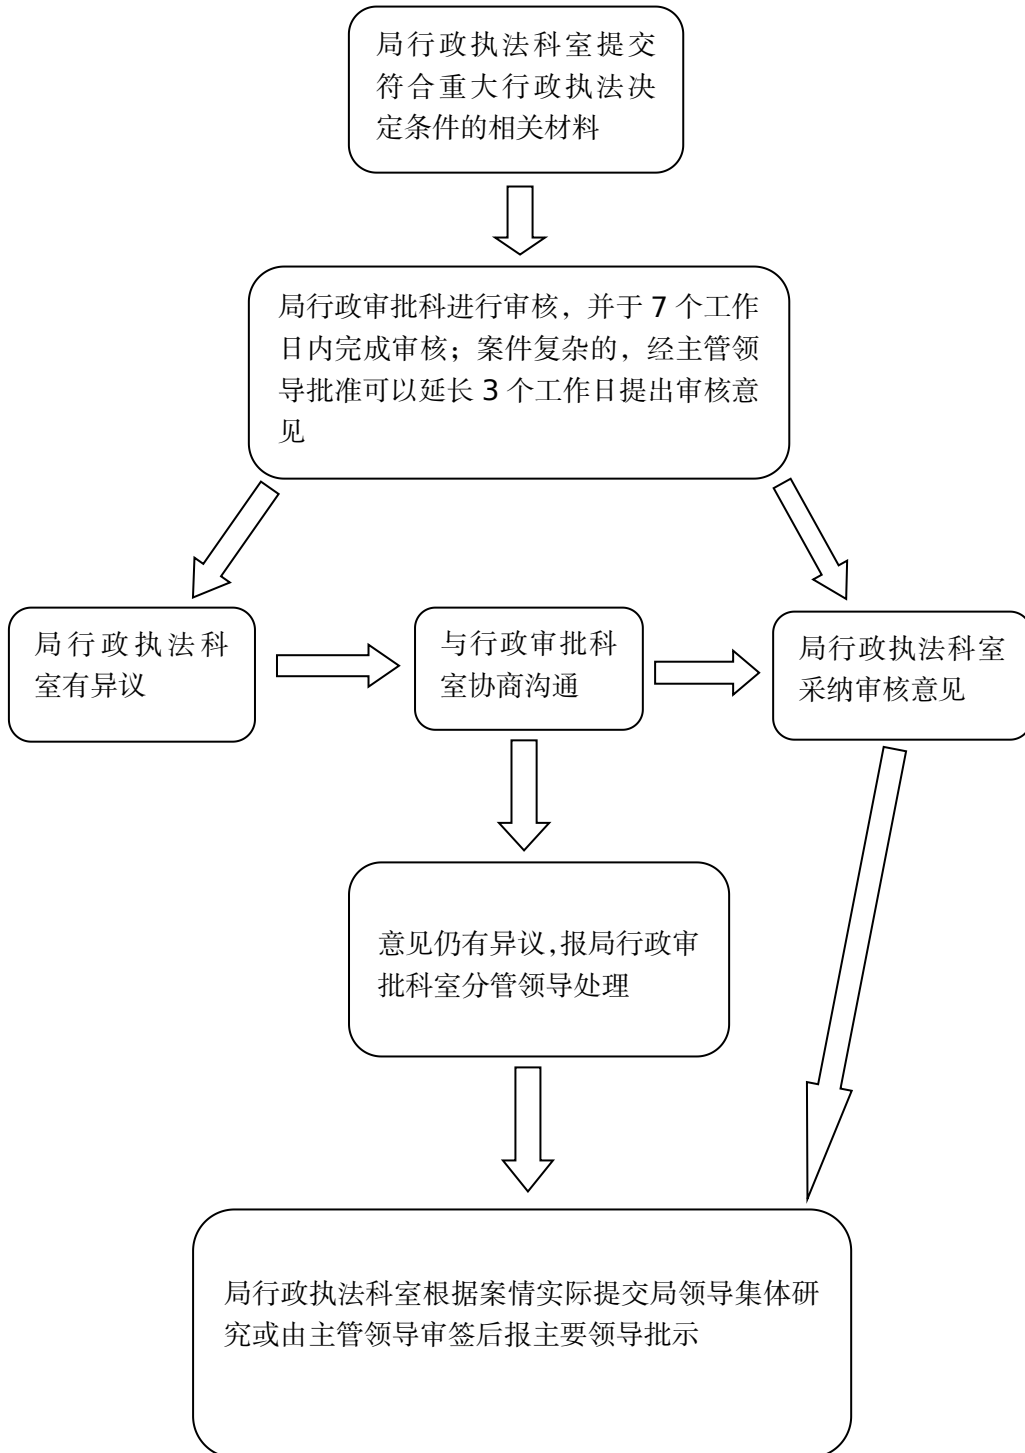 局行政执法科室提交
符合重大行政执法决
定条件的相关材料
局行政审批科进行审核，并于 7 个工作
日内完成审核；案件复杂的，经主管领
导批准可以延长 3 个工作日提出审核意
见
局行政执法科
室有异议
与行政审批科
室协商沟通
局行政执法科室
采纳审核意见
意见仍有异议，报局行政审
批科室分管领导处理
局行政执法科室根据案情实际提交局领导集体研
究或由主管领导审签后报主要领导批示